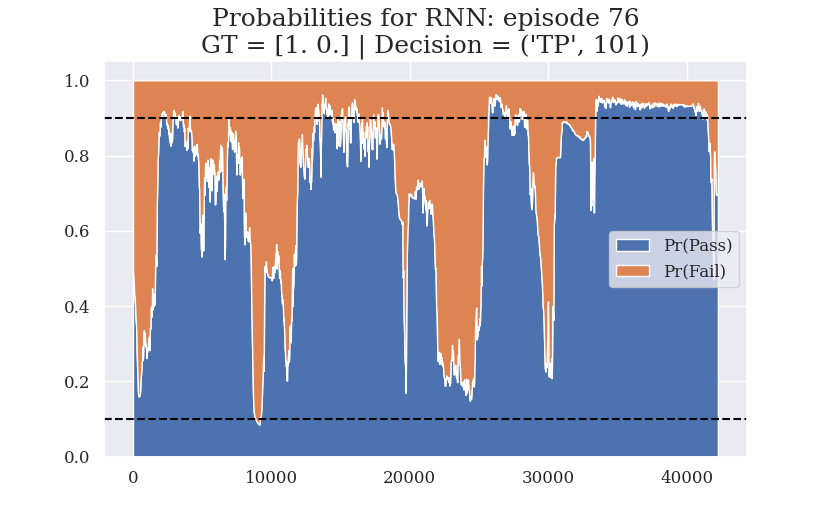 Probabilities for RNN: episode 76
GT = [1. 0.] | Decision = ('TP', 101)
1.0
0.8
0.6
0.4
0.2
0.0
Pr(Pass)
Pr(Fail)
0
10000
20000
30000
40000